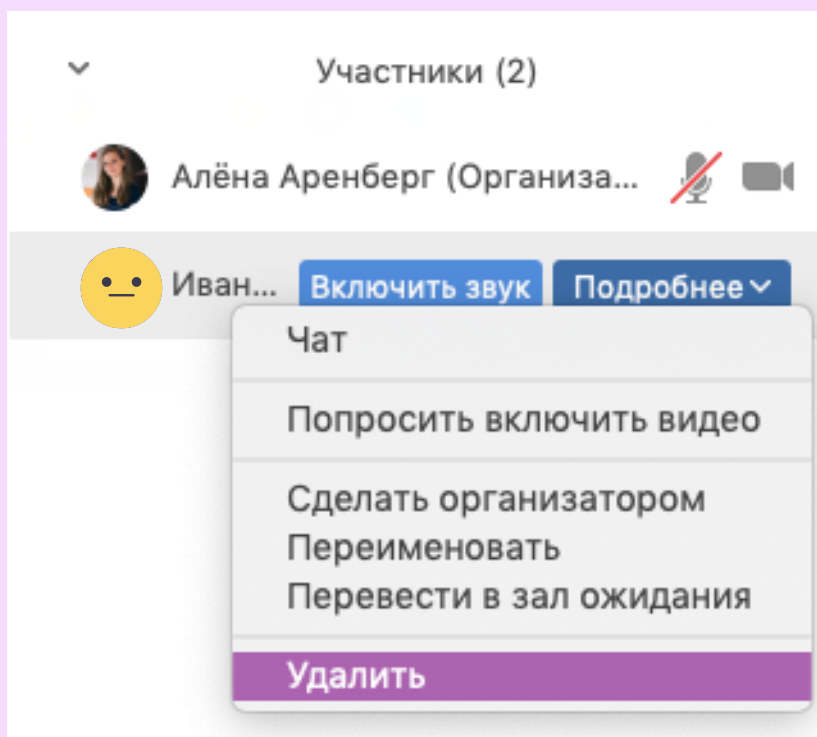 Участники (2)
Алёна Аренберг (Организа...
Иван... Включить звук Подробнее
Чат
Попросить включить видео
Сделать организатором
Переименовать
Перевести в зал ожидания
Удалить